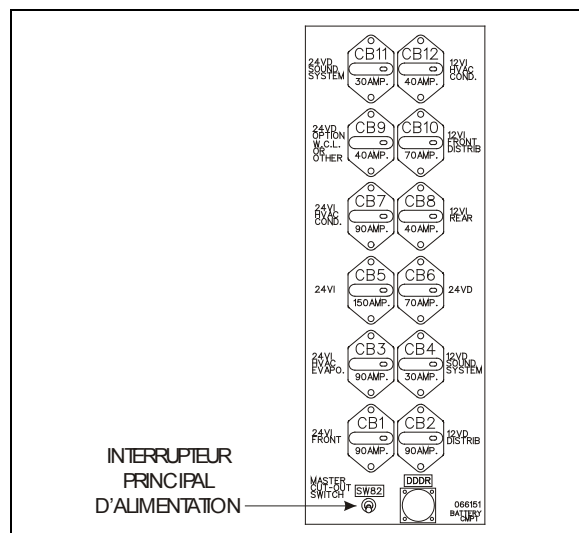 24VD
SOUND
SYSTEM
CB11
30AMP.
CB12
40AMP.
12VI
HVAC
COND.
24VD
OPTION
W.C.L.
OR
OTHER
CB9
40AMP.
CB10
70AMP.
12VI
FRONT
DISTRIB
24VI
HVAC
COND.
CB7
90AMP.
CB8
40AMP.
12VI
REAR
24VI
CB5
150AMP.
CB6
70AMP.
24VD
24VI
HVAC
EVAPO.
CB3
90AMP.
CB4
30AMP.
12VD
SOUND
SYSTEM
24VI
FRONT
CB1
90AMP.
CB2
90AMP.
12VD
DISTRIB
INTERRUPTEUR
PRINCIPAL
D'ALIMENTATION
MASTER
CUT-OUT
SWITCH
SW82
DDDR
066151
BATTERY
CMPT